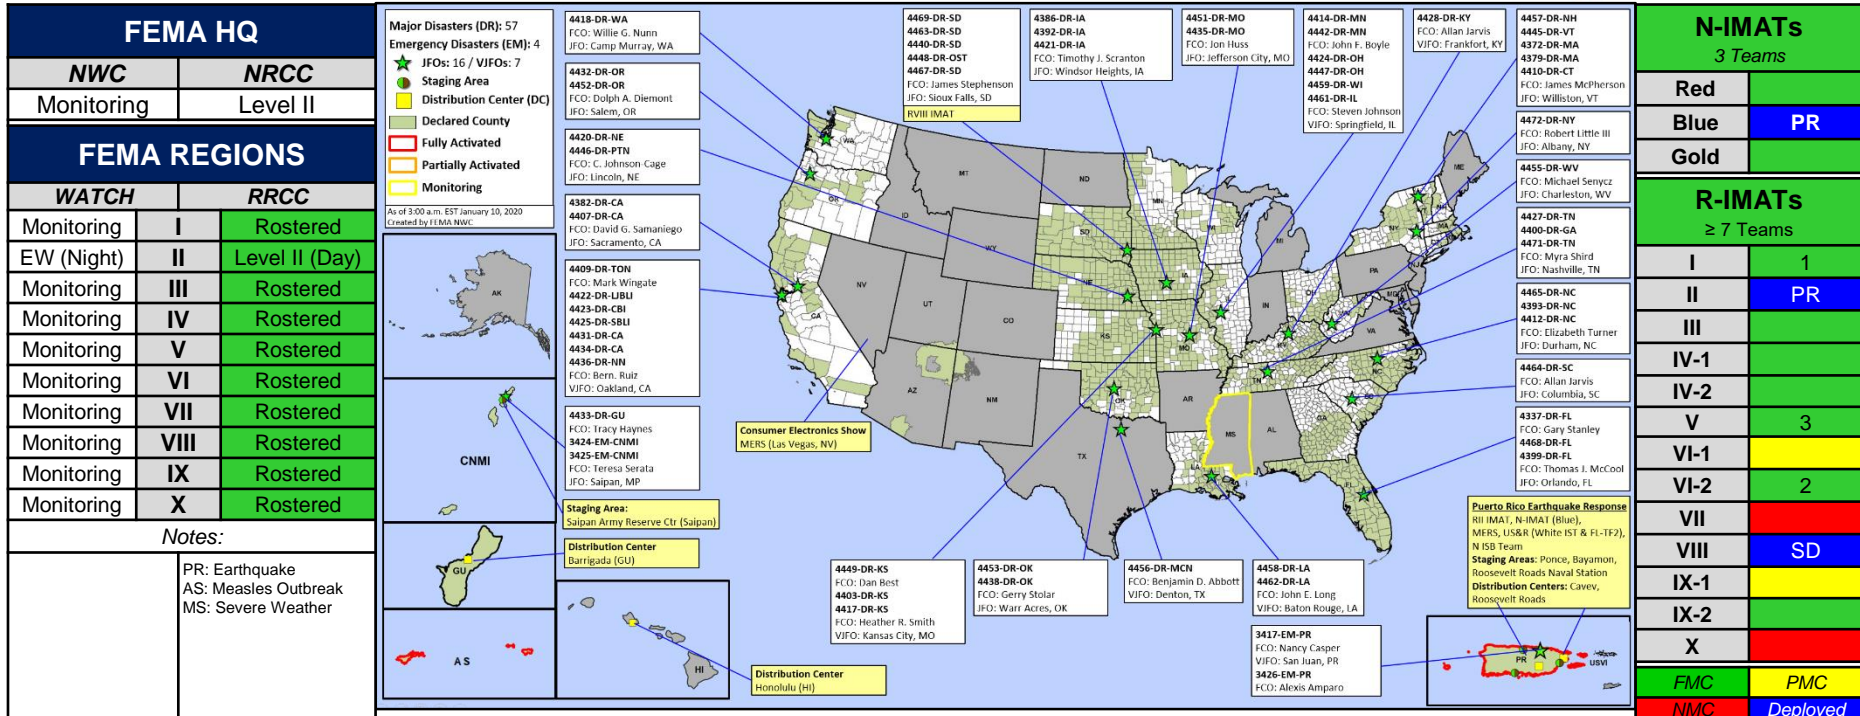 FEMA HQ
NWC NRCC
Monitoring Level II
FEMA REGIONS
WATCH RRCC
Monitoring I Rostered
EW (Night) II Level II (Day)
Monitoring III Rostered
Monitoring IV Rostered
Monitoring V Rostered
Monitoring VI Rostered
Monitoring VII Rostered
Monitoring VIII Rostered
Monitoring IX Rostered
Monitoring X Rostered
Notes:
PR: Earthquake
AS: Measles Outbreak
MS: Severe Weather
Major Disasters (DR): 57
Emergency Disasters (EM): 4
JFOs: 16 / VJFOs: 7
Staging Area
Distribution Center (DC)
Declared County
Fully Activated
Partially Activated
Monitoring
As of 3:00 a.m. EST January 10, 2020
Created by FEMA NWC
4418-DR-WA
FCO: Willie G. Nunn
JFO: Camp Murray, WA
4432-DR-OR
4452-DR-OR
FCO: Dolph A. Diemont
JFO: Salem, OR
4420-DR-NE
4446-DR-PTN
FCO: C. Johnson-Cage
JFO: Lincoln, NE
4382-DR-CA
4407-DR-CA
FCO: David G. Samaniego
JFO: Sacramento, CA
4409-DR-TON
FCO: Mark Wingate
4422-DR-LJBLI
4423-DR-CBI
4425-DR-SBLI
4431-DR-CA
4434-DR-CA
4436-DR-NN
FCO: Bern. Ruiz
VJFO: Oakland, CA
4433-DR-GU
FCO: Tracy Haynes
3424-EM-CNMI
3425-EM-CNMI
FCO: Teresa Serata
JFO: Saipan, MP
Staging Area:
Saipan Army Reserve Ctr (Saipan)
Distribution Center
Barrigada (GU)
Distribution Center
Honolulu (HI)
4469-DR-SD
4463-DR-SD
4440-DR-SD
4448-DR-OST
4467-DR-SD
FCO: James Stephenson
JFO: Sioux Falls, SD
RVIII IMAT
4386-DR-IA
4392-DR-IA
4421-DR-IA
FCO: Timothy J. Scranton
JFO: Windsor Heights, IA
4451-DR-MO
4435-DR-MO
FCO: Jon Huss
JFO: Jefferson City, MO
4414-DR-MN
4442-DR-MN
FCO: John F. Boyle
4424-DR-OH
4447-DR-OH
4459-DR-WI
4461-DR-IL
FCO: Steven Johnson
VJFO: Springfield, IL
4428-DR-KY
FCO: Allan Jarvis
VJFO: Frankfort, KY
4457-DR-NH
4445-DR-VT
4372-DR-MA
4379-DR-MA
4410-DR-CT
FCO: James McPherson
JFO: Williston, VT
4472-DR-NY
FCO: Robert Little III
JFO: Albany, NY
4455-DR-WV
FCO: Michael Senycz
JFO: Charleston, WV
4427-DR-TN
4400-DR-GA
4471-DR-TN
FCO: Myra Shird
JFO: Nashville, TN
4465-DR-NC
4393-DR-NC
4412-DR-NC
FCO: Elizabeth Turner
JFO: Durham, NC
4464-DR-SC
FCO: Allan Jarvis
JFO: Columbia, SC
4337-DR-FL
FCO: Gary Stanley
4468-DR-FL
4399-DR-FL
FCO: Thomas J. McCool
JFO: Orlando, FL
Puerto Rico Earthquake Response
RII IMAT, N-IMAT (Blue),
MERS, US&R (White IST & FL-TF2),
N ISB Team
Staging Areas: Ponce, Bayamon,
Roosevelt Roads Naval Station
Distribution Centers: Cavey,
Roosevelt Roads
Consumer Electronics Show
MERS (Las Vegas, NV)
4449-DR-KS
FCO: Dan Best
4403-DR-KS
4417-DR-KS
FCO: Heather R. Smith
VJFO: Kansas City, MO
4453-DR-OK
4438-DR-OK
FCO: Gerry Stolar
JFO: Warr Acres, OK
4456-DR-MCN
FCO: Benjamin D. Abbott
VJFO: Denton, TX
4458-DR-LA
4462-DR-LA
FCO: John E. Long
VJFO: Baton Rouge, LA
3417-EM-PR
FCO: Nancy Casper
VJFO: San Juan, PR
3426-EM-PR
FCO: Alexis Amparo
WA
OR
ID
MT
ND
MN
SD
WY
NV
UT
CO
CA
AZ
NM
NE
KS
OK
TX
IA
MO
AR
LA
MS
AL
WI
IL
IN
MI
OH
KY
TN
GA
FL
SC
NC
VA
PA
NY
ME
AK
CNMI
GU
AS
HI
PR
USVI
N-IMATs
3 Teams
Red
Blue PR
Gold
R-IMATs
≥ 7 Teams
I 1
II PR
III
IV-1
IV-2
V 3
VI-1
VI-2 2
VII
VIII SD
IX-1
IX-2
X
FMC PMC
NMC Deployed